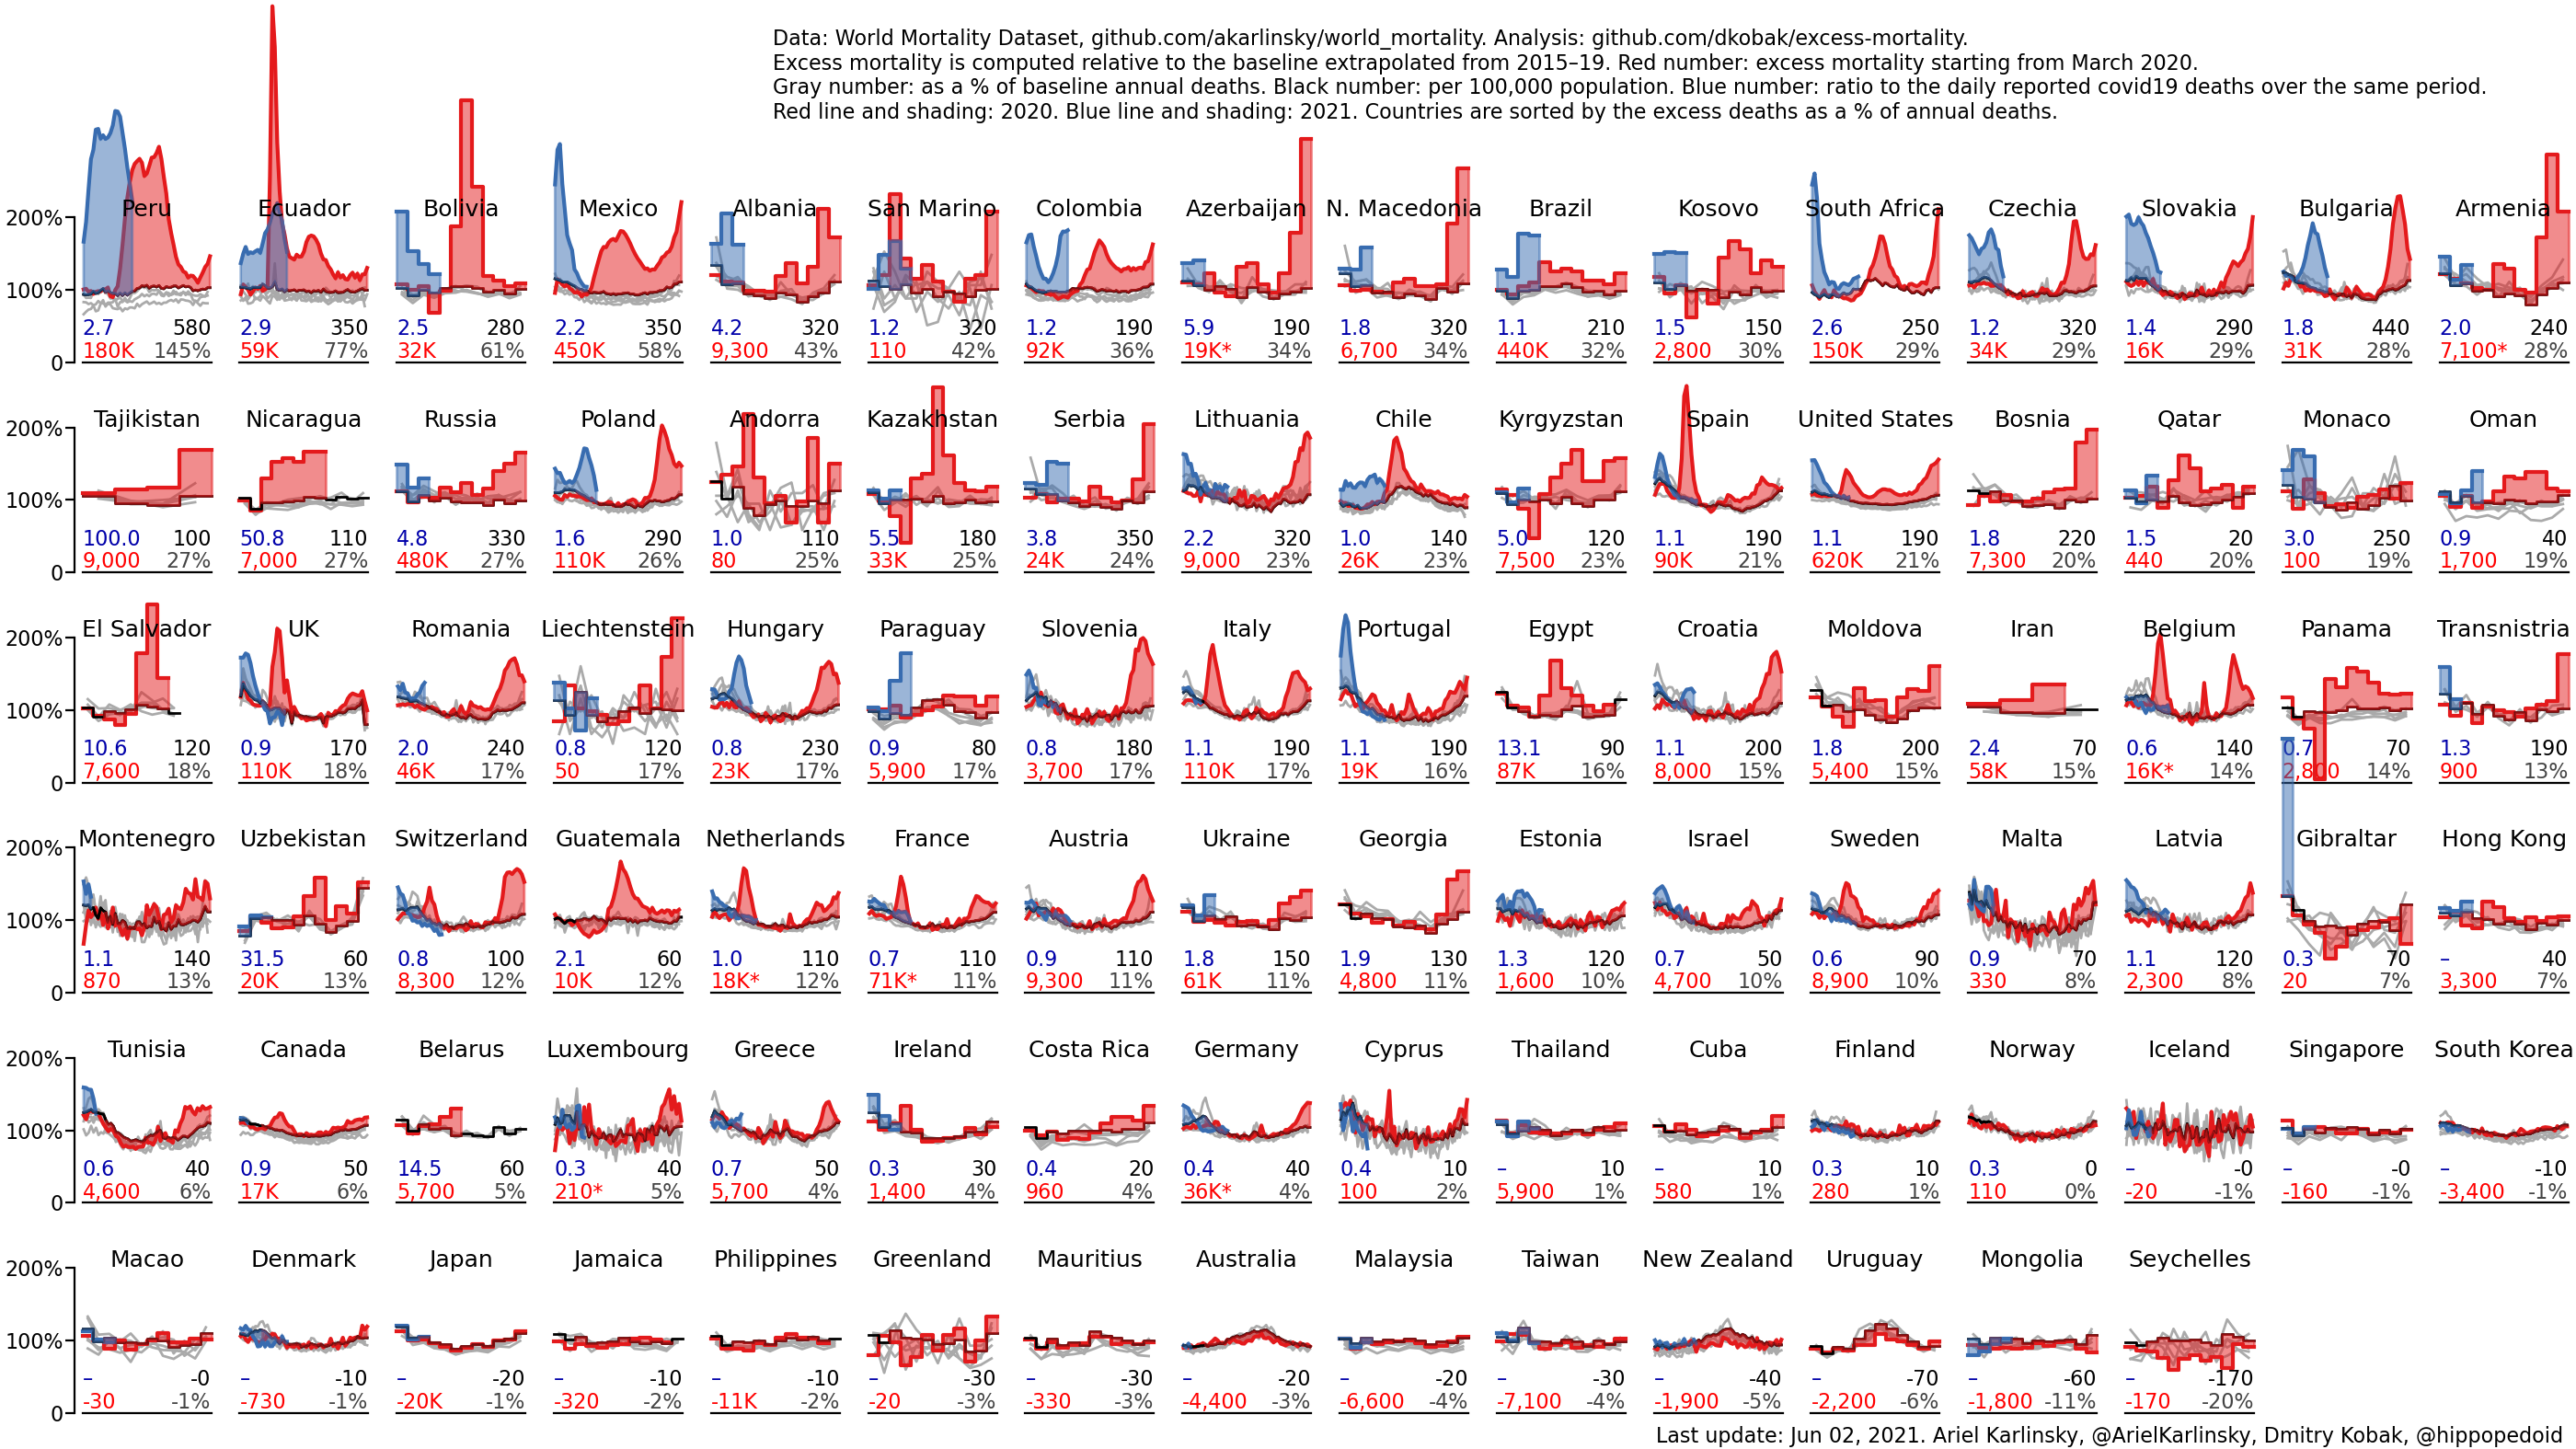 Data: World Mortality Dataset, github.com/akarlinsky/world_mortality. Analysis: github.com/dkobak/excess-mortality.
Excess mortality is computed relative to the baseline extrapolated from 2015–19. Red number: excess mortality starting from March 2020.
Gray number: as a % of baseline annual deaths. Black number: per 100,000 population. Blue number: ratio to the daily reported covid19 deaths over the same period.
Red line and shading: 2020. Blue line and shading: 2021. Countries are sorted by the excess deaths as a % of annual deaths.
Peru Ecuador Bolivia Mexico Albania San Marino Colombia Azerbaijan N. Macedonia Brazil Kosovo South Africa Czechia Slovakia Bulgaria Armenia
200%
100%
2.7 580 2.9 350 2.5 280 2.2 350 4.2 320 1.2 320 1.2 190 5.9 190 1.8 320 1.1 210 1.5 150 2.6 250 1.2 320 1.4 290 1.8 440 2.0 240
180K 145% 59K 77% 32K 61% 450K 58% 9,300 43% 110 42% 92K 36% 19K* 34% 6,700 34% 440K 32% 2,800 30% 150K 29% 34K 29% 16K 29% 31K 28% 7,100* 28%
0
Tajikistan Nicaragua Russia Poland Andorra Kazakhstan Serbia Lithuania Chile Kyrgyzstan Spain United States Bosnia Qatar Monaco Oman
200%
100%
100.0 100 50.8 110 4.8 330 1.6 290 1.0 110 5.5 180 3.8 350 2.2 320 1.0 140 5.0 120 1.1 190 1.1 190 1.8 220 1.5 20 3.0 250 0.9 40
9,000 27% 7,000 27% 480K 27% 110K 26% 80 25% 33K 25% 24K 24% 9,000 23% 26K 23% 7,500 23% 90K 21% 620K 21% 7,300 20% 440 20% 100 19% 1,700 19%
0
El Salvador UK Romania Liechtenstein Hungary Paraguay Slovenia Italy Portugal Egypt Croatia Moldova Iran Belgium Panama Transnistria
200%
100%
10.6 120 0.9 170 2.0 240 0.8 120 0.8 230 0.9 80 0.8 180 1.1 190 1.1 190 13.1 90 1.1 200 1.8 200 2.4 70 0.6 140 0.7 70 1.3 190
7,600 18% 110K 18% 46K 17% 50 17% 23K 17% 5,900 17% 3,700 17% 110K 17% 19K 16% 87K 16% 8,000 15% 5,400 15% 58K 15% 16K* 14% 2,800 14% 900 13%
0
Montenegro Uzbekistan Switzerland Guatemala Netherlands France Austria Ukraine Georgia Estonia Israel Sweden Malta Latvia Gibraltar Hong Kong
200%
100%
1.1 140 31.5 60 0.8 100 2.1 60 1.0 110 0.7 110 0.9 110 1.8 150 1.9 130 1.3 120 0.7 50 0.6 90 0.9 70 1.1 120 0.3 70 – 40
870 13% 20K 13% 8,300 12% 10K 12% 18K* 12% 71K* 11% 9,300 11% 61K 11% 4,800 11% 1,600 10% 4,700 10% 8,900 10% 330 8% 2,300 8% 20 7% 3,300 7%
0
Tunisia Canada Belarus Luxembourg Greece Ireland Costa Rica Germany Cyprus Thailand Cuba Finland Norway Iceland Singapore South Korea
200%
100%
0.6 40 0.9 50 14.5 60 0.3 40 0.7 50 0.3 30 0.4 20 0.4 40 0.4 10 – 10 – 10 0.3 10 0.3 0 – -0 – -0 – -10
4,600 6% 17K 6% 5,700 5% 210* 5% 5,700 4% 1,400 4% 960 4% 36K* 4% 100 2% 5,900 1% 580 1% 280 1% 110 0% -20 -1% -160 -1% -3,400 -1%
0
Macao Denmark Japan Jamaica Philippines Greenland Mauritius Australia Malaysia Taiwan New Zealand Uruguay Mongolia Seychelles
200%
100%
– -0 – -10 – -20 – -10 – -10 – -30 – -30 – -20 – -20 – -30 – -40 – -70 – -60 – -170
-30 -1% -730 -1% -20K -1% -320 -2% -11K -2% -20 -3% -330 -3% -4,400 -3% -6,600 -4% -7,100 -4% -1,900 -5% -2,200 -6% -1,800 -11% -170 -20%
0
Last update: Jun 02, 2021. Ariel Karlinsky, @ArielKarlinsky, Dmitry Kobak, @hippopedoid